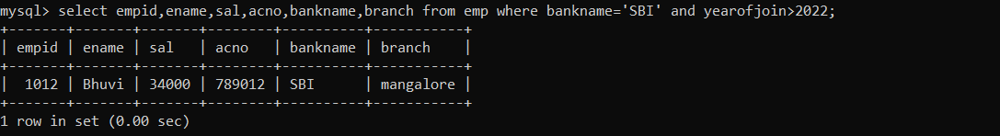 mysql> select empid,ename,sal,acno,bankname,branch from emp where bankname='SBI' and yearofjoin>2022;
+-------+-------+-------+--------+----------+-----------+
| empid | ename | sal   | acno   | bankname | branch    |
+-------+-------+-------+--------+----------+-----------+
|  1012 | Bhuvi | 34000 | 789012 | SBI      | mangalore |
+-------+-------+-------+--------+----------+-----------+
1 row in set (0.00 sec)